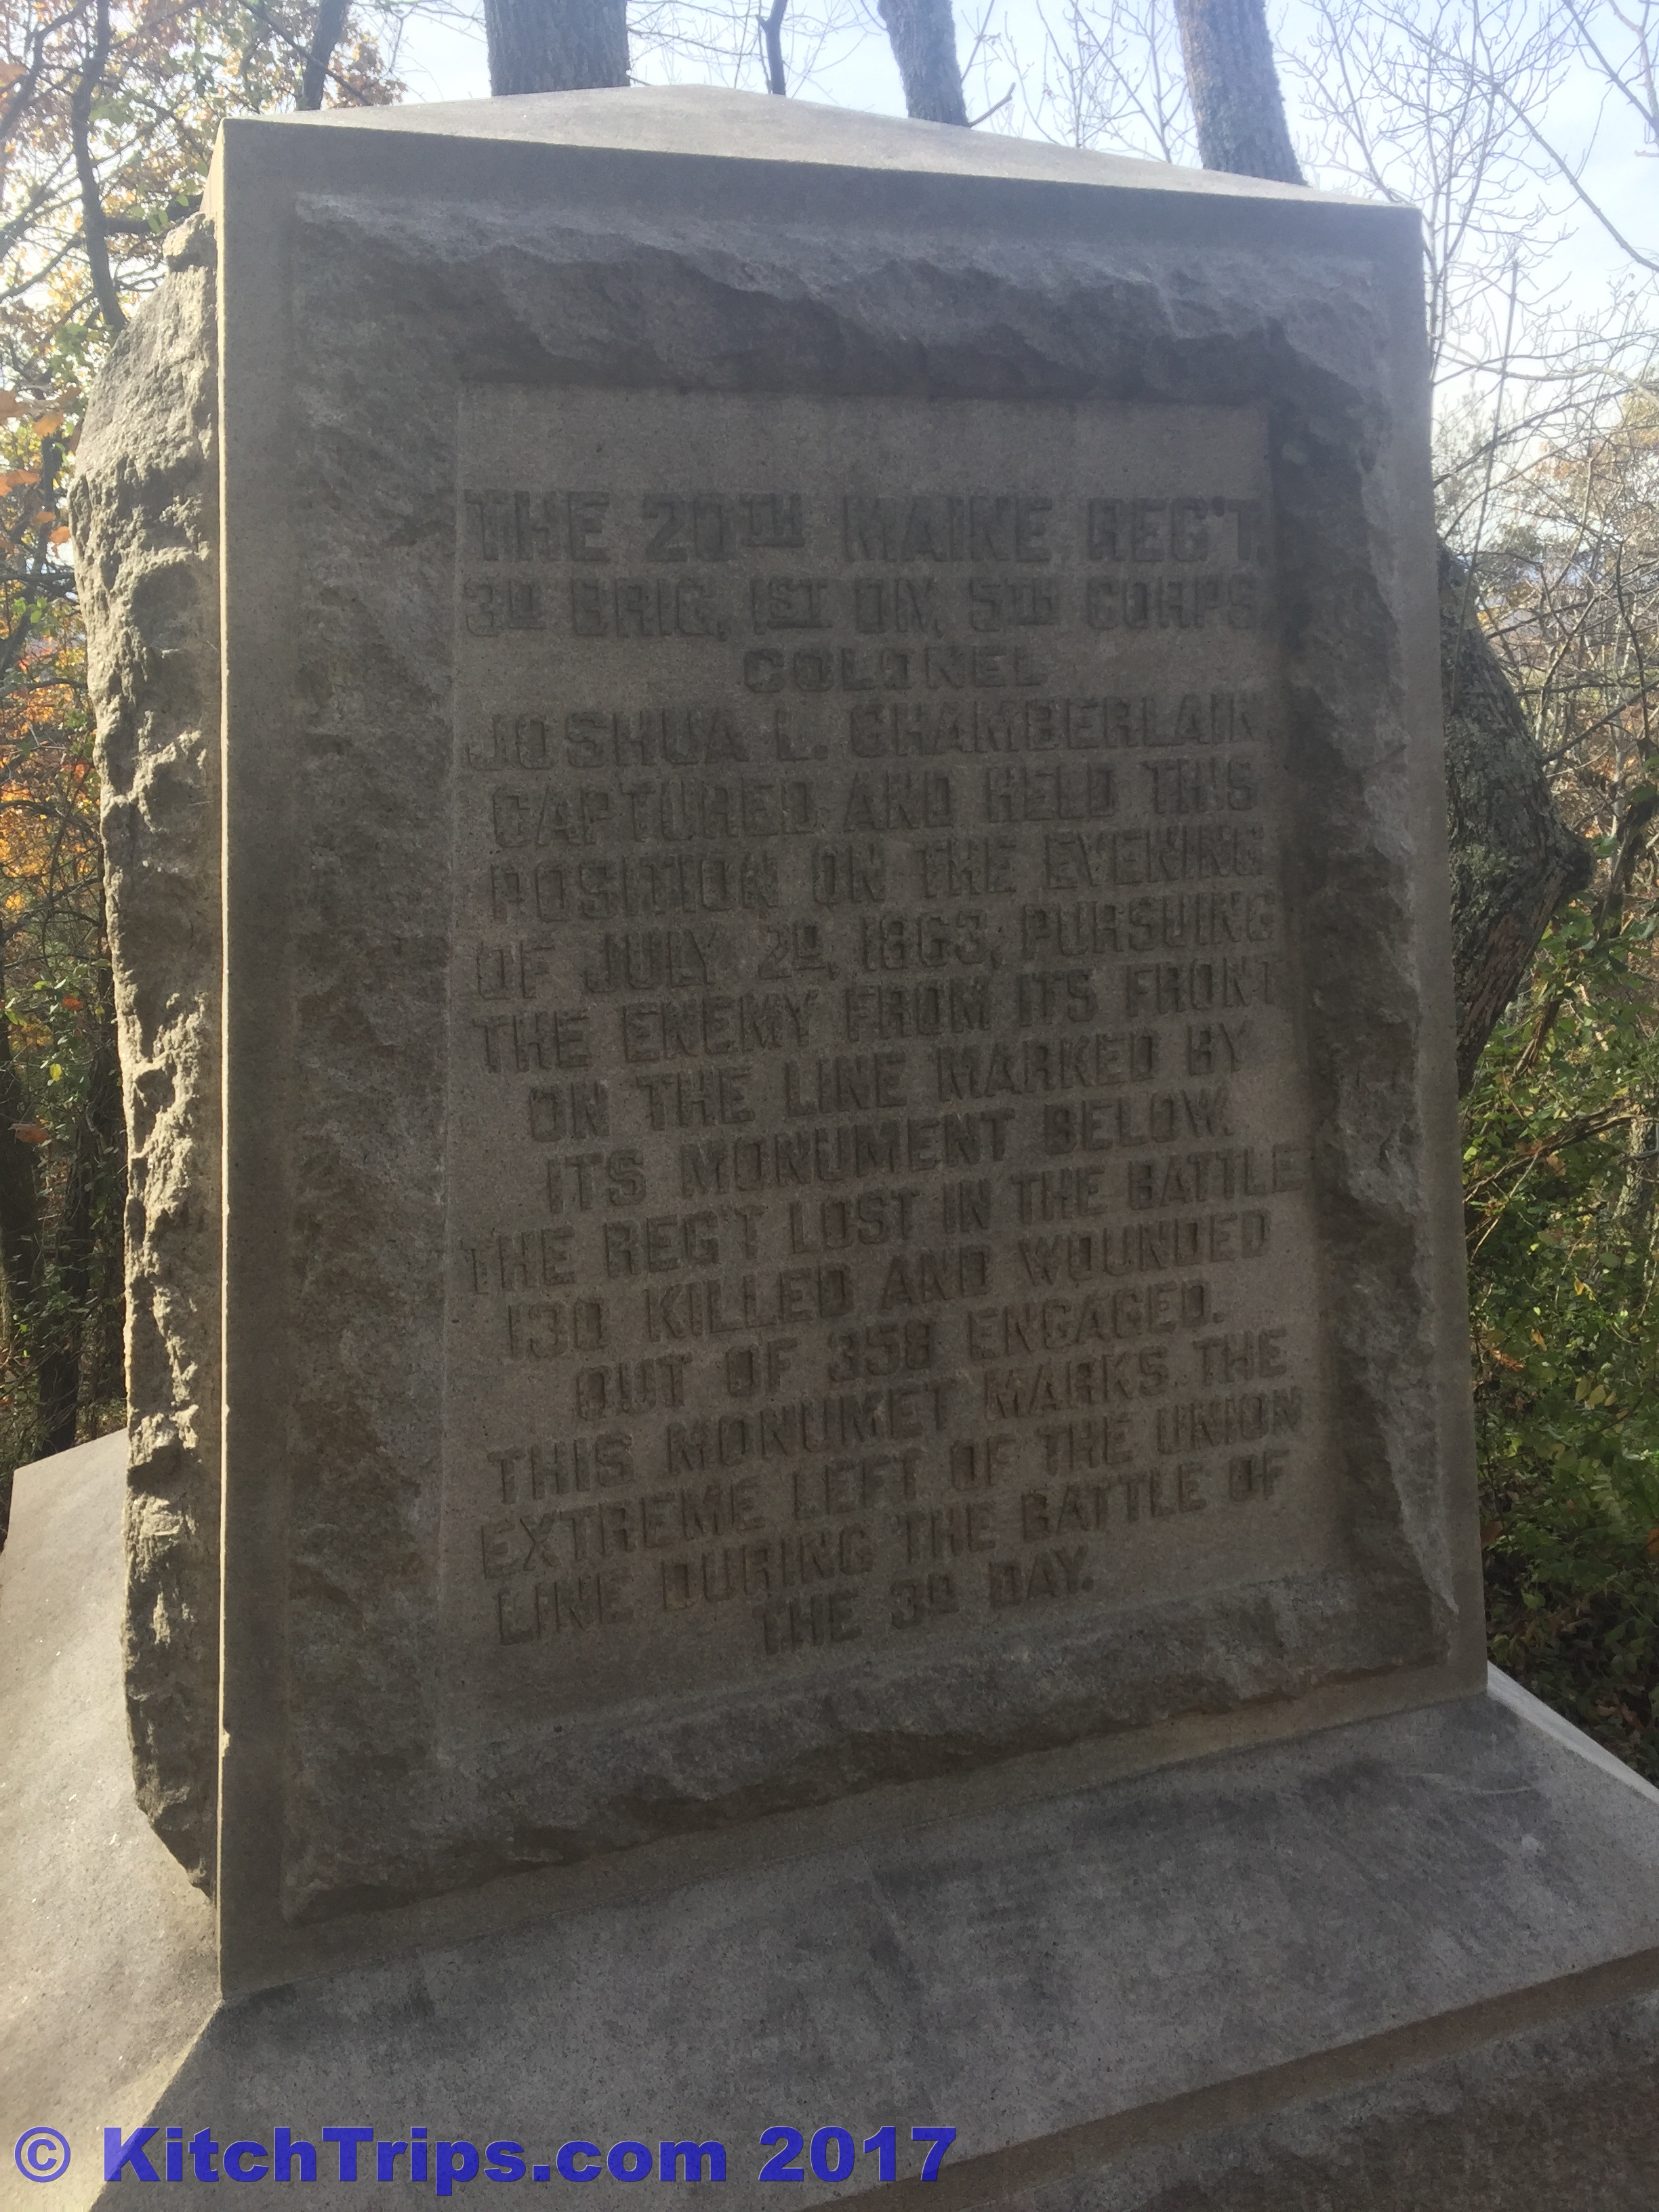 THE 20TH MAINE REG'T.
3D BRIG., 1ST DIV., 5TH CORPS,
COLONEL
JOSHUA L. CHAMBERLAIN,
CAPTURED AND HELD THIS
POSITION ON THE EVENING
OF JULY 2D, 1863, PURSUING
THE ENEMY FROM ITS FRONT
ON THE LINE MARKED BY
ITS MONUMENT BELOW.
THE REG'T LOST IN THE BATTLE
130 KILLED AND WOUNDED
OUT OF 358 ENGAGED.
THIS MONUMET MARKS THE
EXTREME LEFT OF THE UNION
LINE DURING THE BATTLE OF
THE 3D DAY.
© KitchTrips.com 2017